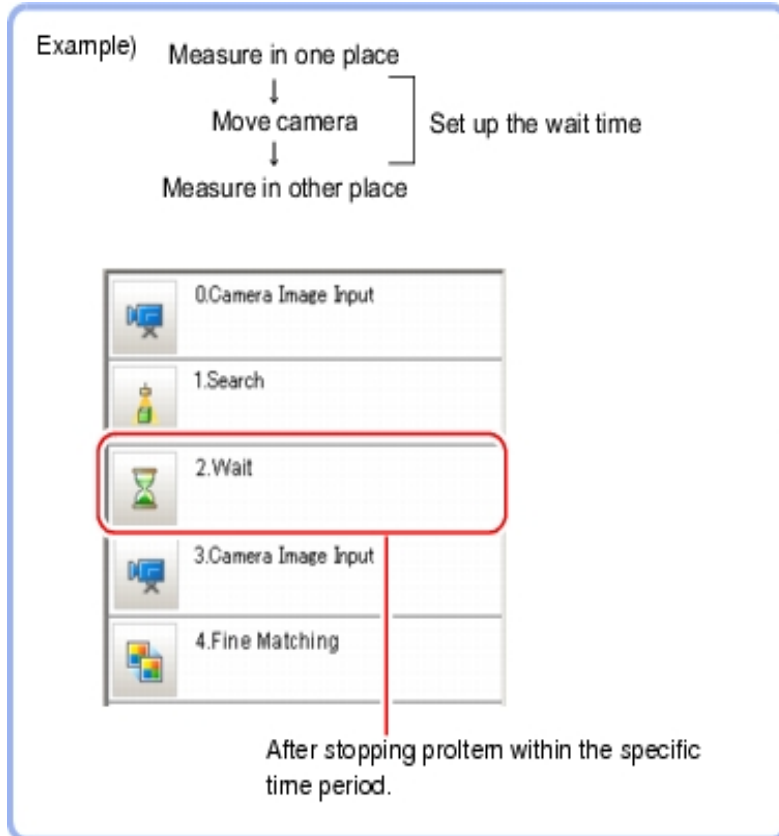 Example)
Measure in one place
↓
Move camera
Set up the wait time
↓
Measure in other place
0.Camera Image Input
1.Search
2.Wait
3.Camera Image Input
4.Fine Matching
After stopping proltem within the specific
time period.